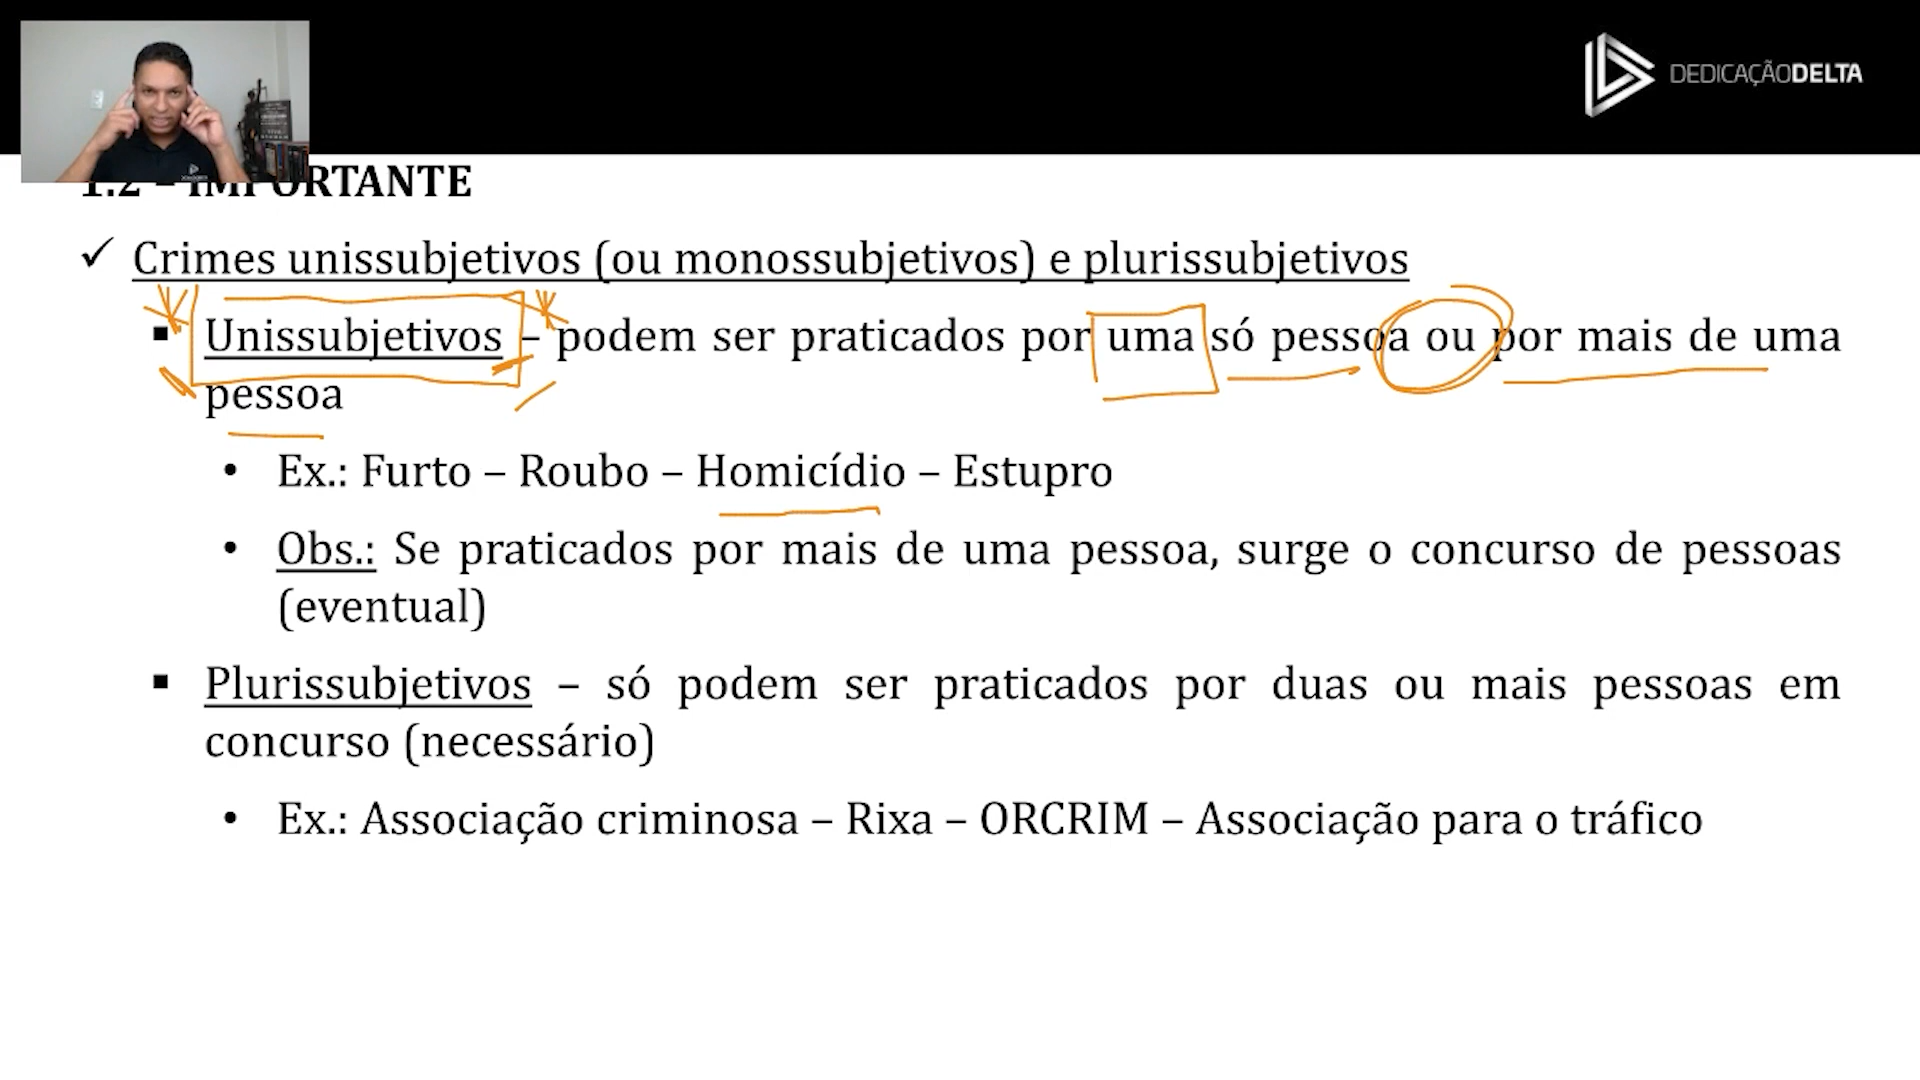 DEDICAÇÃODELTA
1.2 – IMPORTANTE
✓ Crimes unissubjetivos (ou monossubjetivos) e plurissubjetivos
▪ Unissubjetivos – podem ser praticados por uma só pessoa ou por mais de uma
pessoa
• Ex.: Furto – Roubo – Homicídio – Estupro
• Obs.: Se praticados por mais de uma pessoa, surge o concurso de pessoas
(eventual)
▪ Plurissubjetivos – só podem ser praticados por duas ou mais pessoas em
concurso (necessário)
• Ex.: Associação criminosa – Rixa – ORCRIM – Associação para o tráfico